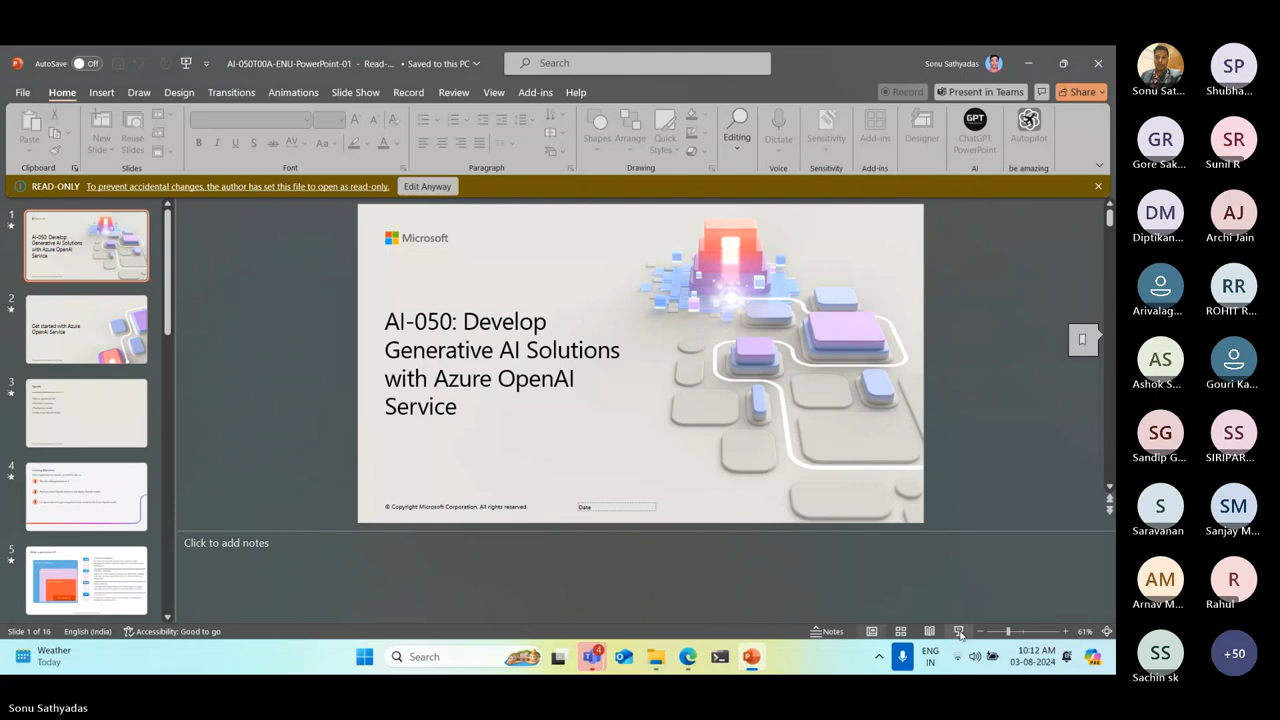 AutoSave Off
AI-050T00A-ENU-PowerPoint-01 - Read-... • Saved to this PC
Search
Sonu Sathyadas
File Home Insert Draw Design Transitions Animations Slide Show Record Review View Add-ins Help
Record Present in Teams Share
Paste New Slide Reuse Slides Shapes Arrange Quick Styles Editing Dictate Sensitivity Add-ins Designer ChatGPT PowerPoint Autopilot
Clipboard Slides Font Paragraph Drawing Voice Sensitivity Add-ins AI be amazing
READ-ONLY To prevent accidental changes, the author has set this file to open as read-only. Edit Anyway
1
AI-050: Develop
Generative AI Solutions
with Azure OpenAI
Service
2
Get started with Azure
OpenAI Service
3
4
5
Microsoft
AI-050: Develop
Generative AI Solutions
with Azure OpenAI
Service
© Copyright Microsoft Corporation. All rights reserved.
Date
Click to add notes
Slide 1 of 16 English (India) Accessibility: Good to go Notes 61%
Weather
Today
Search
4
ENG
IN
10:12 AM
03-08-2024
Sonu Sat...
SP
Shubha...
GR
Gore Sak...
SR
Sunil R
DM
Diptikan...
AJ
Archi Jain
Arivalag...
RR
ROHIT R...
AS
Ashok S...
Gouri Ka...
SG
Sandip G...
SS
SIRIPAR...
S
Saravanan
SM
Sanjay M...
AM
Arnav M...
R
Rahul
SS
Sachin sk
+50
Sonu Sathyadas